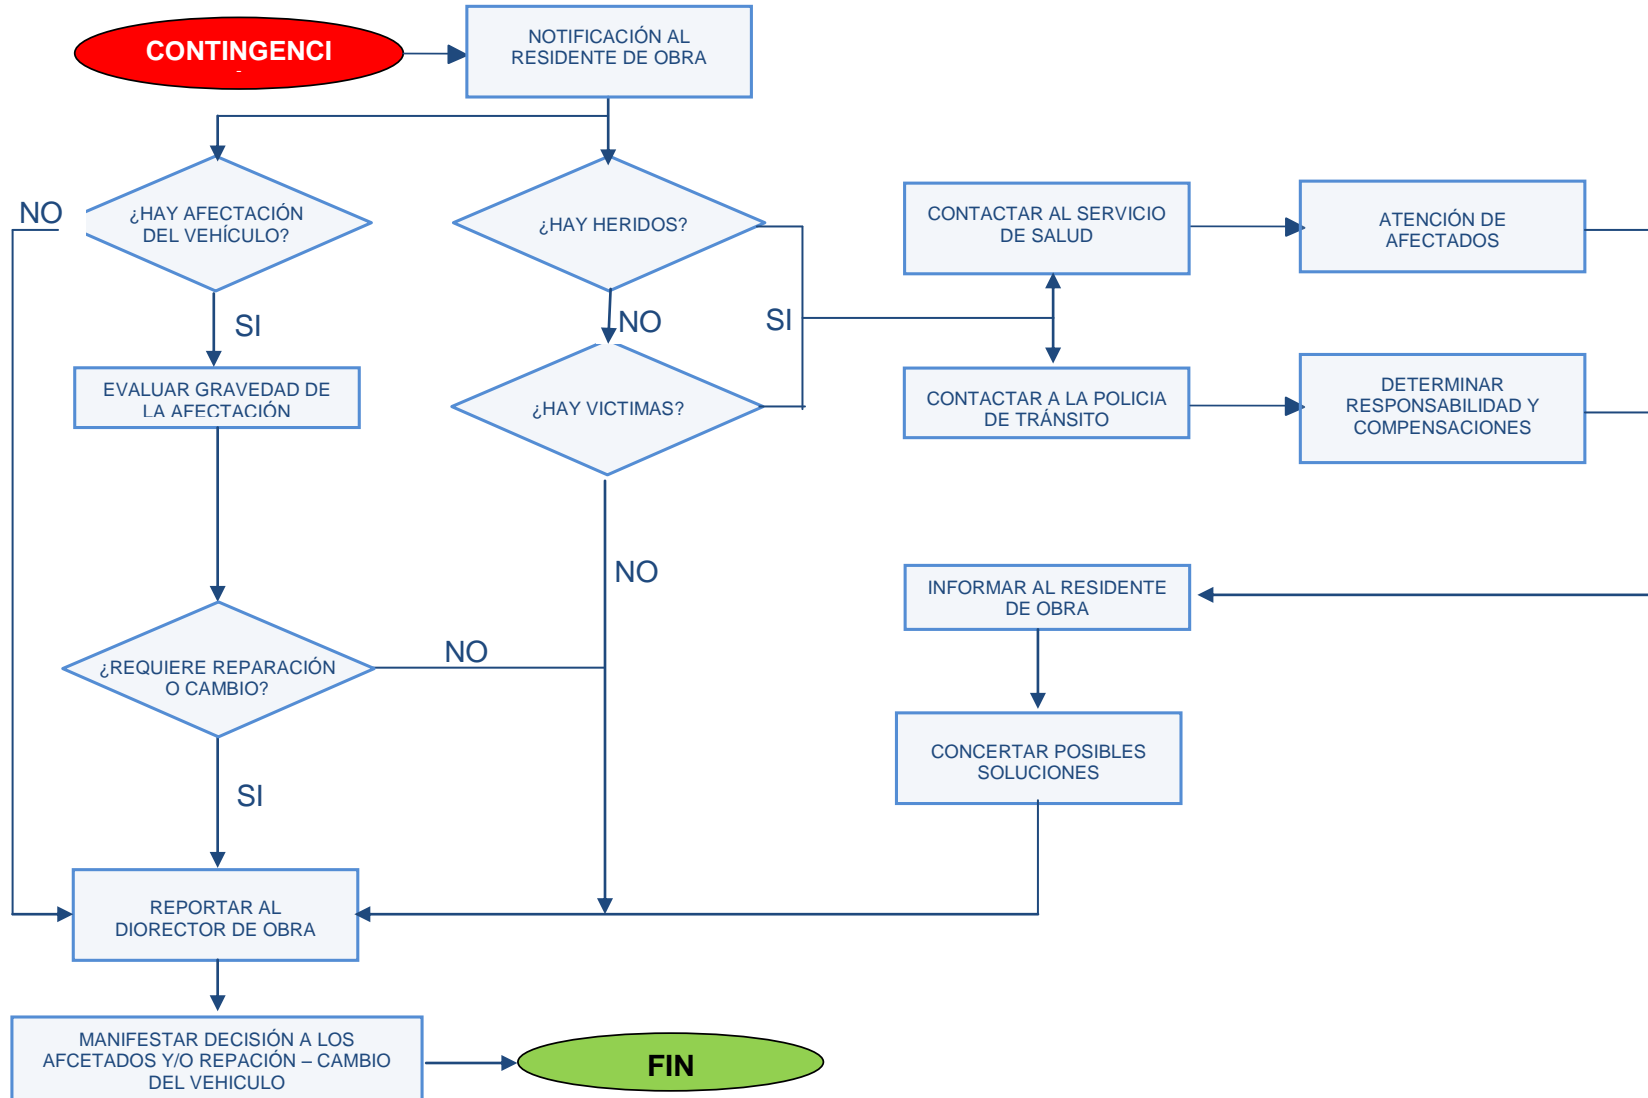 CONTINGENCI
NOTIFICACIÓN AL
RESIDENTE DE OBRA
NO
¿HAY AFECTACIÓN
DEL VEHÍCULO?
¿HAY HERIDOS?
CONTACTAR AL SERVICIO
DE SALUD
ATENCIÓN DE
AFECTADOS
SI
NO
SI
EVALUAR GRAVEDAD DE
LA AFECTACIÓN
¿HAY VICTIMAS?
CONTACTAR A LA POLICIA
DE TRÁNSITO
DETERMINAR
RESPONSABILIDAD Y
COMPENSACIONES
NO
INFORMAR AL RESIDENTE
DE OBRA
¿REQUIERE REPARACIÓN
O CAMBIO?
NO
CONCERTAR POSIBLES
SOLUCIONES
SI
REPORTAR AL
DIORECTOR DE OBRA
MANIFESTAR DECISIÓN A LOS
AFCETADOS Y/O REPACIÓN – CAMBIO
DEL VEHICULO
FIN